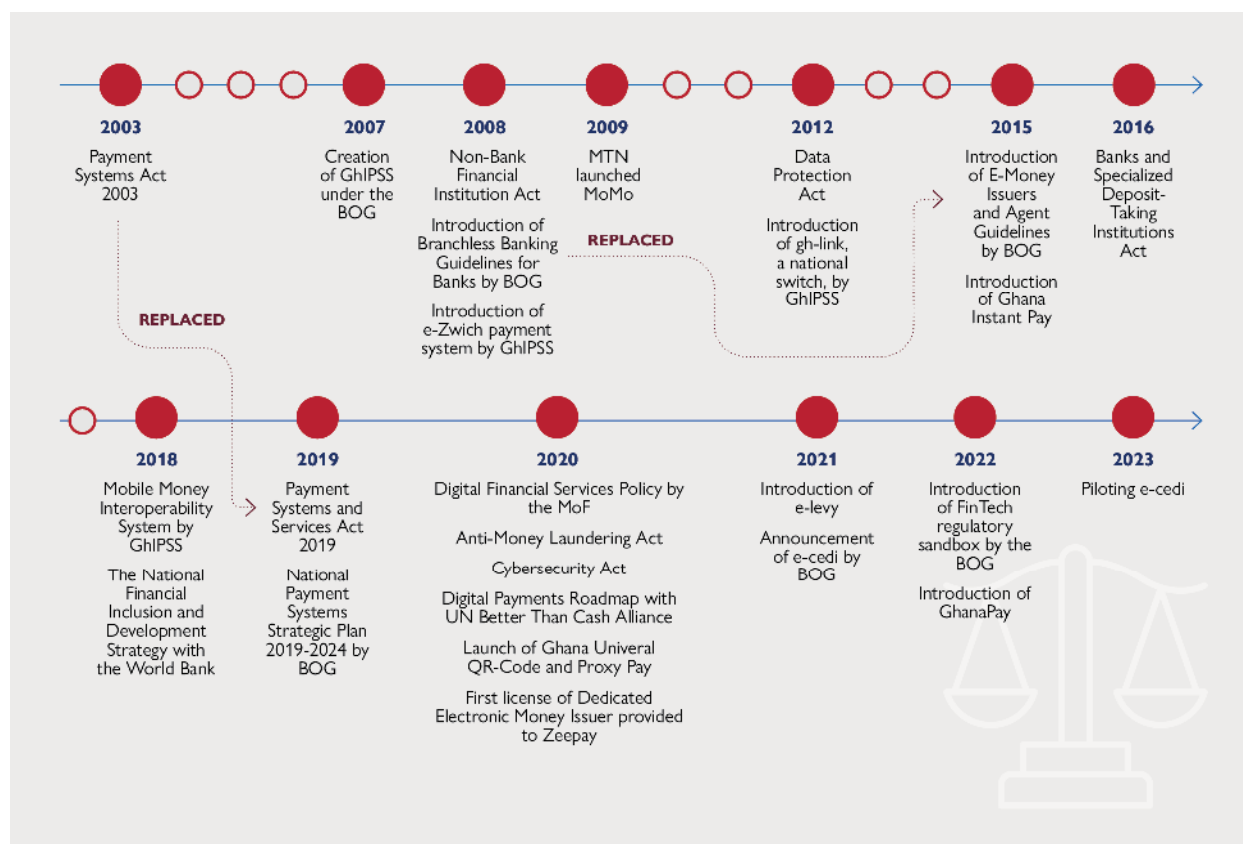 2003
Payment
Systems Act
2003
2007
Creation
of GhIPSS
under the
BOG
2008
Non-Bank
Financial
Institution Act
Introduction of
Branchless Banking
Guidelines for
Banks by BOG
Introduction of
e-Zwich payment
system by GhIPSS
2009
MTN
launched
MoMo
2012
Data
Protection
Act
Introduction
of gh-link,
a national
switch, by
GhIPSS
2015
Introduction
of E-Money
Issuers
and Agent
Guidelines
by BOG
Introduction
of Ghana
Instant Pay
2016
Banks and
Specialized
Deposit-
Taking
Institutions
Act
REPLACED
REPLACED
2018
Mobile Money
Interoperability
System by
GhIPSS
The National
Financial
Inclusion and
Development
Strategy with
the World Bank
2019
Payment
Systems and
Services Act
2019
National
Payment
Systems
Strategic Plan
2019-2024 by
BOG
2020
Digital Financial Services Policy by
the MoF
Anti-Money Laundering Act
Cybersecurity Act
Digital Payments Roadmap with
UN Better Than Cash Alliance
Launch of Ghana Univeral
QR-Code and Proxy Pay
First license of Dedicated
Electronic Money Issuer provided
to Zeepay
2021
Introduction of
e-levy
Announcement
of e-cedi by
BOG
2022
Introduction
of FinTech
regulatory
sandbox by the
BOG
Introduction of
GhanaPay
2023
Piloting e-cedi